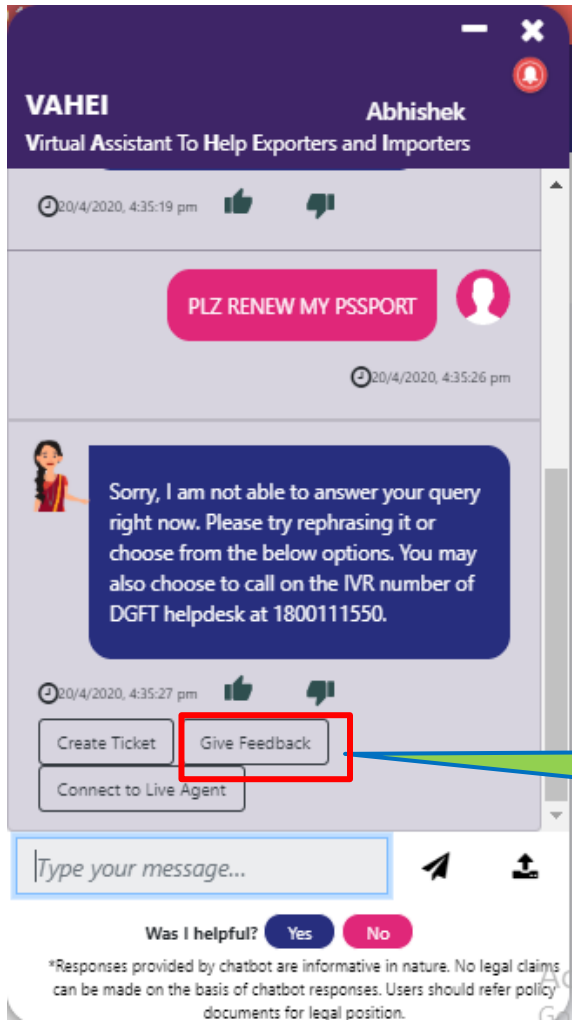 VAHEI
Abhishek
Virtual Assistant To Help Exporters and Importers
20/4/2020, 4:35:19 pm
PLZ RENEW MY PSSPORT
20/4/2020, 4:35:26 pm
Sorry, I am not able to answer your query
right now. Please try rephrasing it or
choose from the below options. You may
also choose to call on the IVR number of
DGFT helpdesk at 1800111550.
20/4/2020, 4:35:27 pm
Create Ticket
Give Feedback
Connect to Live Agent
Type your message...
Was I helpful? Yes No
*Responses provided by chatbot are informative in nature. No legal claims
can be made on the basis of chatbot responses. Users should refer policy
documents for legal position.